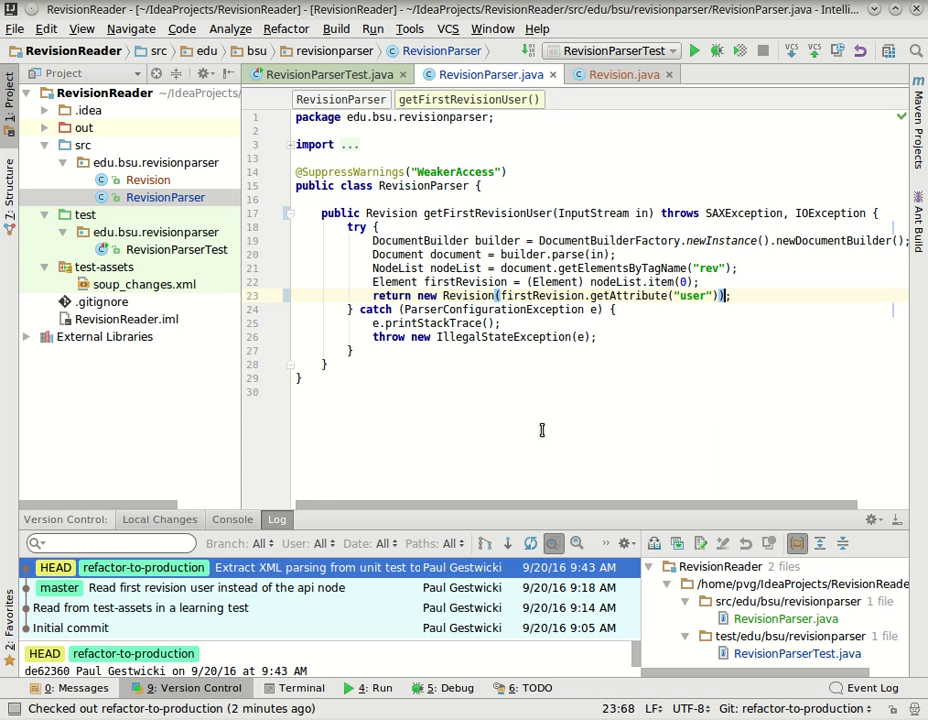 RevisionReader - [~/IdeaProjects/RevisionReader] - [RevisionReader] - ~/IdeaProjects/RevisionReader/src/edu/bsu/revisionparser/RevisionParser.java - Intelli...
File Edit View Navigate Code Analyze Refactor Build Run Tools VCS Window Help
RevisionReader src edu bsu revisionparser RevisionParser RevisionParserTest VCS VCS
Project RevisionParserTest.java RevisionParser.java Revision.java
RevisionParser getFirstRevisionUser()
1: Project
7: Structure
2: Favorites
RevisionReader ~/IdeaProjects/
.idea
out
src
edu.bsu.revisionparser
Revision
RevisionParser
test
edu.bsu.revisionparser
RevisionParserTest
test-assets
soup_changes.xml
.gitignore
RevisionReader.iml
External Libraries
1 package edu.bsu.revisionparser;
2
3 import ...
13
14 @SuppressWarnings("WeakerAccess")
15 public class RevisionParser {
16
17 public Revision getFirstRevisionUser(InputStream in) throws SAXException, IOException {
18 try {
19 DocumentBuilder builder = DocumentBuilderFactory.newInstance().newDocumentBuilder();
20 Document document = builder.parse(in);
21 NodeList nodeList = document.getElementsByTagName("rev");
22 Element firstRevision = (Element) nodeList.item(0);
23 return new Revision(firstRevision.getAttribute("user"));
24 } catch (ParserConfigurationException e) {
25 e.printStackTrace();
26 throw new IllegalStateException(e);
27 }
28 }
29 }
30
Maven Projects
Ant Build
Version Control: Local Changes Console Log
Branch: All User: All Date: All Paths: All
HEAD refactor-to-production Extract XML parsing from unit test to Paul Gestwicki 9/20/16 9:43 AM
master Read first revision user instead of the api node Paul Gestwicki 9/20/16 9:18 AM
Read from test-assets in a learning test Paul Gestwicki 9/20/16 9:14 AM
Initial commit Paul Gestwicki 9/20/16 9:05 AM
HEAD refactor-to-production
de62360 Paul Gestwicki on 9/20/16 at 9:43 AM
RevisionReader 2 files
/home/pvg/IdeaProjects/RevisionReade
src/edu/bsu/revisionparser 1 file
RevisionParser.java
test/edu/bsu/revisionparser 1 file
RevisionParserTest.java
0: Messages 9: Version Control Terminal 4: Run 5: Debug 6: TODO Event Log
Checked out refactor-to-production (2 minutes ago) 23:68 LF UTF-8 Git: refactor-to-production